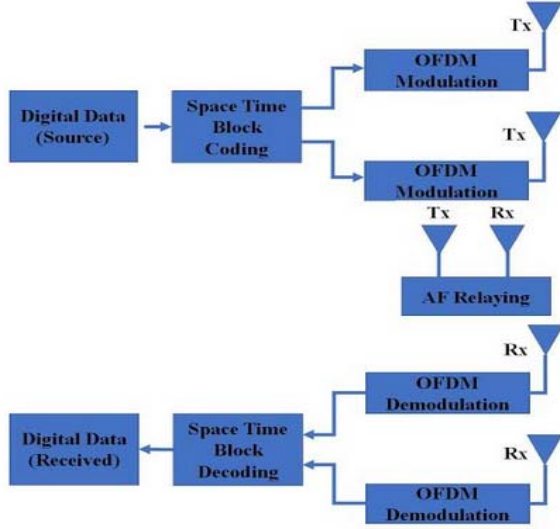 Tx
OFDM
Modulation
Digital Data
(Source)
Space Time
Block
Coding
Tx
OFDM
Modulation
Tx Rx
AF Relaying
Rx
OFDM
Demodulation
Digital Data
(Received)
Space Time
Block
Decoding
Rx
OFDM
Demodulation